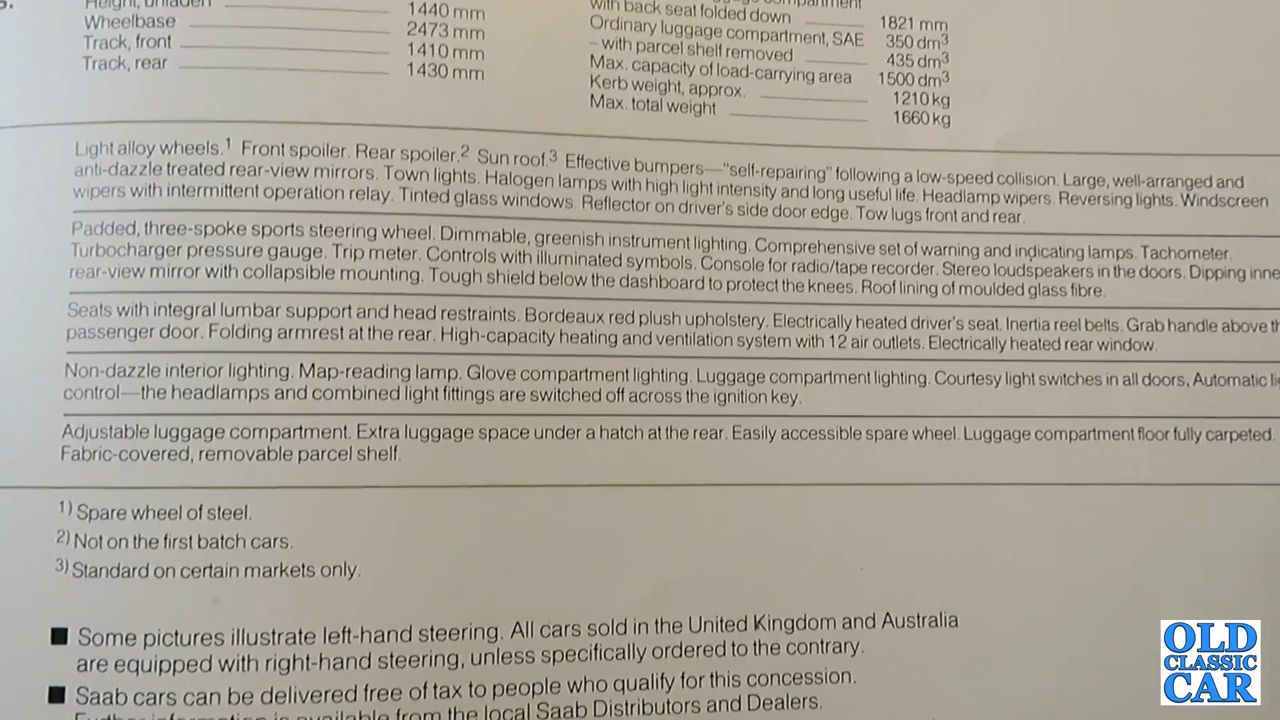 Height, unladen 1440 mm
Wheelbase 2473 mm
Track, front 1410 mm
Track, rear 1430 mm
with back seat folded down 1821 mm
Ordinary luggage compartment, SAE 350 dm3
– with parcel shelf removed 435 dm3
Max. capacity of load-carrying area 1500 dm3
Kerb weight, approx. 1210 kg
Max. total weight 1660 kg
Light alloy wheels.1 Front spoiler. Rear spoiler.2 Sun roof.3 Effective bumpers—"self-repairing" following a low-speed collision. Large, well-arranged and
anti-dazzle treated rear-view mirrors. Town lights. Halogen lamps with high light intensity and long useful life. Headlamp wipers. Reversing lights. Windscreen
wipers with intermittent operation relay. Tinted glass windows. Reflector on driver's side door edge. Tow lugs front and rear.
Padded, three-spoke sports steering wheel. Dimmable, greenish instrument lighting. Comprehensive set of warning and indicating lamps. Tachometer.
Turbocharger pressure gauge. Trip meter. Controls with illuminated symbols. Console for radio/tape recorder. Stereo loudspeakers in the doors. Dipping inne
rear-view mirror with collapsible mounting. Tough shield below the dashboard to protect the knees. Roof lining of moulded glass fibre.
Seats with integral lumbar support and head restraints. Bordeaux red plush upholstery. Electrically heated driver's seat. Inertia reel belts. Grab handle above th
passenger door. Folding armrest at the rear. High-capacity heating and ventilation system with 12 air outlets. Electrically heated rear window.
Non-dazzle interior lighting. Map-reading lamp. Glove compartment lighting. Luggage compartment lighting. Courtesy light switches in all doors. Automatic li
control—the headlamps and combined light fittings are switched off across the ignition key.
Adjustable luggage compartment. Extra luggage space under a hatch at the rear. Easily accessible spare wheel. Luggage compartment floor fully carpeted.
Fabric-covered, removable parcel shelf.
1) Spare wheel of steel.
2) Not on the first batch cars.
3) Standard on certain markets only.
■ Some pictures illustrate left-hand steering. All cars sold in the United Kingdom and Australia
are equipped with right-hand steering, unless specifically ordered to the contrary.
■ Saab cars can be delivered free of tax to people who qualify for this concession.
Further information is available from the local Saab Distributors and Dealers.
OLD
CLASSIC
CAR